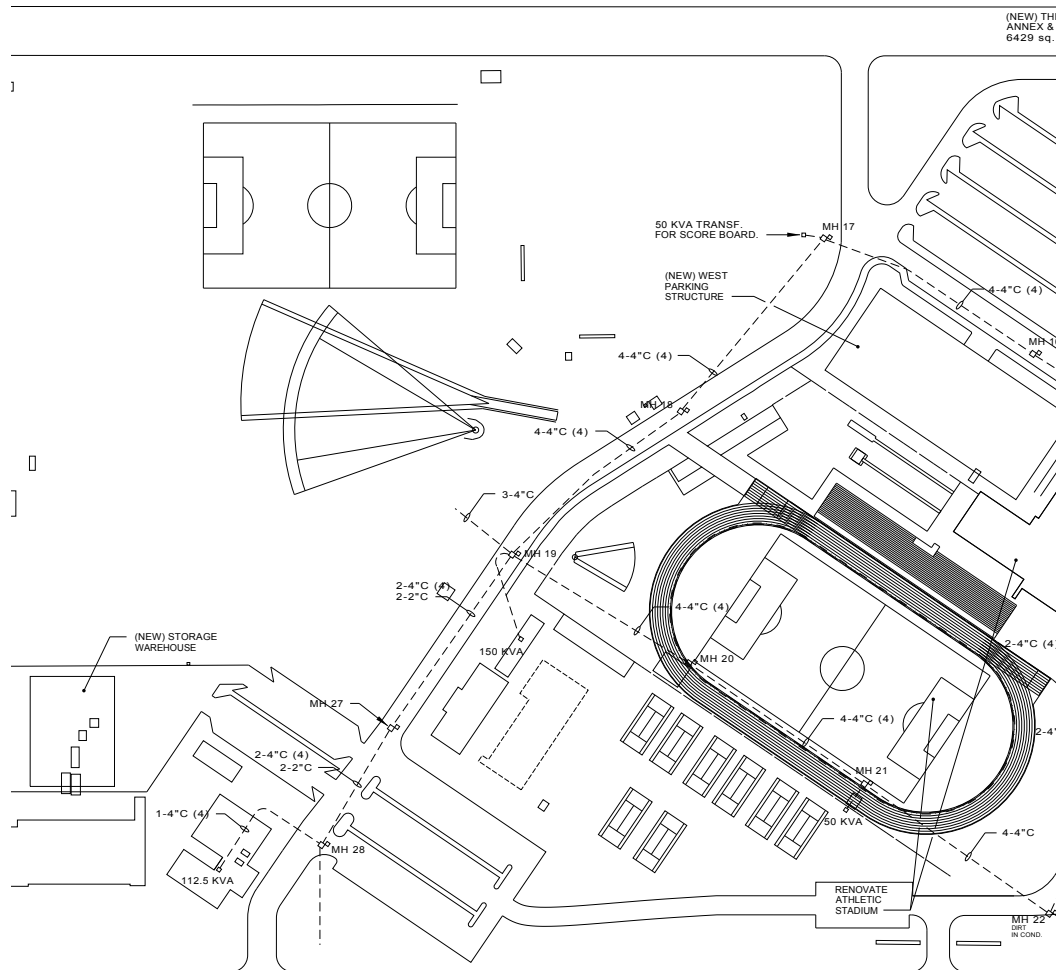 (NEW) TH
ANNEX &
6429 sq.
50 KVA TRANSF.
FOR SCORE BOARD.
MH 17
(NEW) WEST
PARKING
STRUCTURE
4-4"C (4)
MH 16
4-4"C (4)
MH 18
4-4"C (4)
3-4"C
MH 19
2-4"C (4)
2-2"C
4-4"C (4)
(NEW) STORAGE
WAREHOUSE
150 KVA
MH 20
2-4"C (4)
MH 27
4-4"C (4)
2-4"
2-4"C (4)
2-2"C
MH 21
1-4"C (4)
50 KVA
4-4"C
MH 28
112.5 KVA
RENOVATE
ATHLETIC
STADIUM
MH 22
DIRT
IN COND.